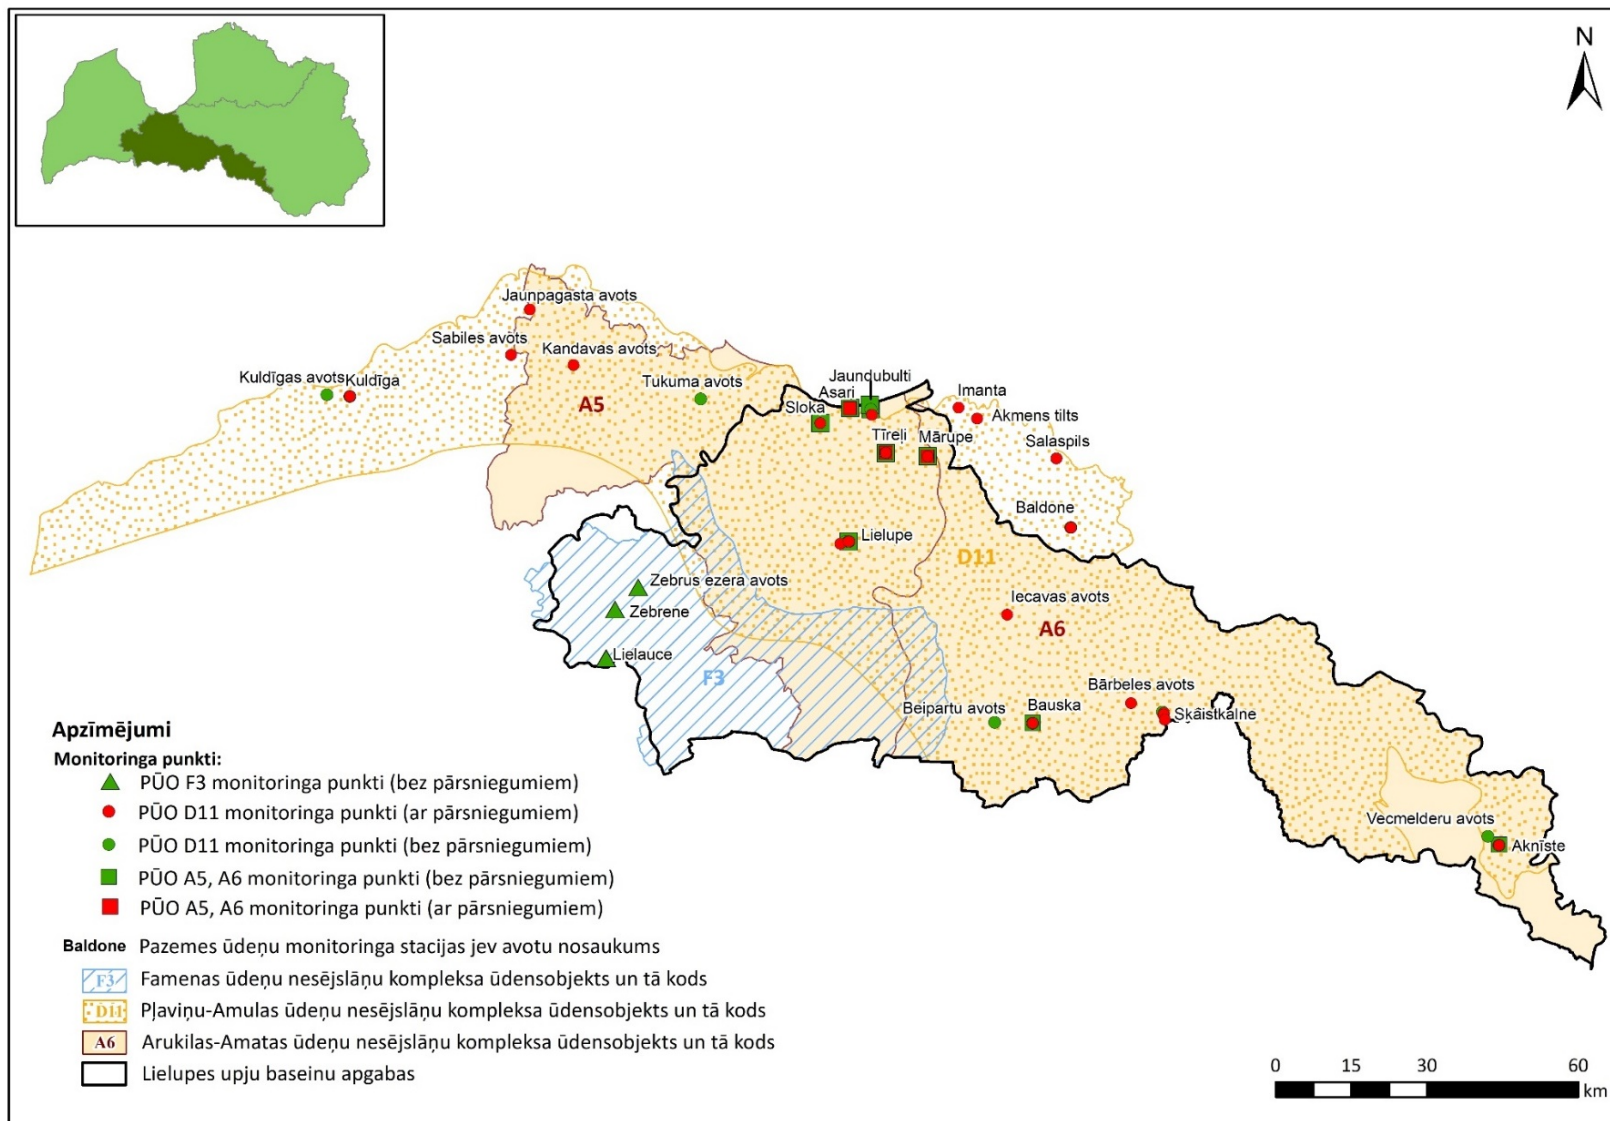 N
Jaunpagasta avots
Sabiles avots
Kandavas avots
Kuldīgas avots
Kuldīga
Tukuma avots
A5
Jaundubulti
Asari
Sloka
Imanta
Akmens tilts
Tīreļi
Mārupe
Salaspils
Baldone
Lielupe
D11
Zebrus ezera avots
Zebrene
Iecavas avots
A6
Lielauce
F3
Bārbeles avots
Beipartu avots
Bauska
Skaistkalne
Vecmelderu avots
Aknīste
Apzīmējumi
Monitoringa punkti:
PŪO F3 monitoringa punkti (bez pārsniegumiem)
PŪO D11 monitoringa punkti (ar pārsniegumiem)
PŪO D11 monitoringa punkti (bez pārsniegumiem)
PŪO A5, A6 monitoringa punkti (bez pārsniegumiem)
PŪO A5, A6 monitoringa punkti (ar pārsniegumiem)
Baldone Pazemes ūdeņu monitoringa stacijas jev avotu nosaukums
F3 Famenas ūdeņu nesējslāņu kompleksa ūdensobjekts un tā kods
D11 Pļaviņu-Amulas ūdeņu nesējslāņu kompleksa ūdensobjekts un tā kods
A6 Arukilas-Amatas ūdeņu nesējslāņu kompleksa ūdensobjekts un tā kods
Lielupes upju baseinu apgabas
0 15 30 60
km